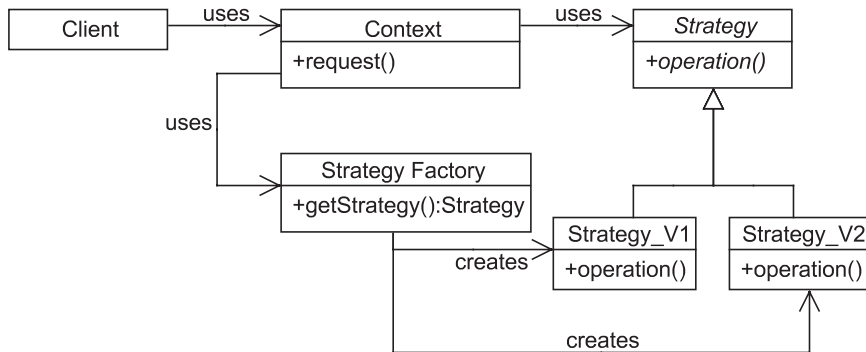 uses
uses
Client
Context
Strategy
+request()
+operation()
uses
Strategy Factory
+getStrategy():Strategy
Strategy_V1
Strategy_V2
creates
+operation()
+operation()
creates